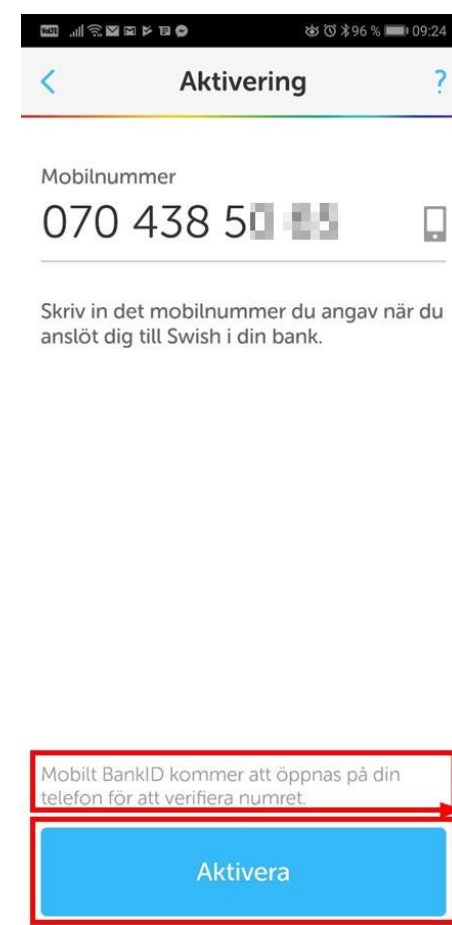 VoLTE 96 % 09:24
Aktivering ?
Mobilnummer
070 438 5
Skriv in det mobilnummer du angav när du
anslöt dig till Swish i din bank.
Mobilt BankID kommer att öppnas på din
telefon för att verifiera numret.
Aktivera